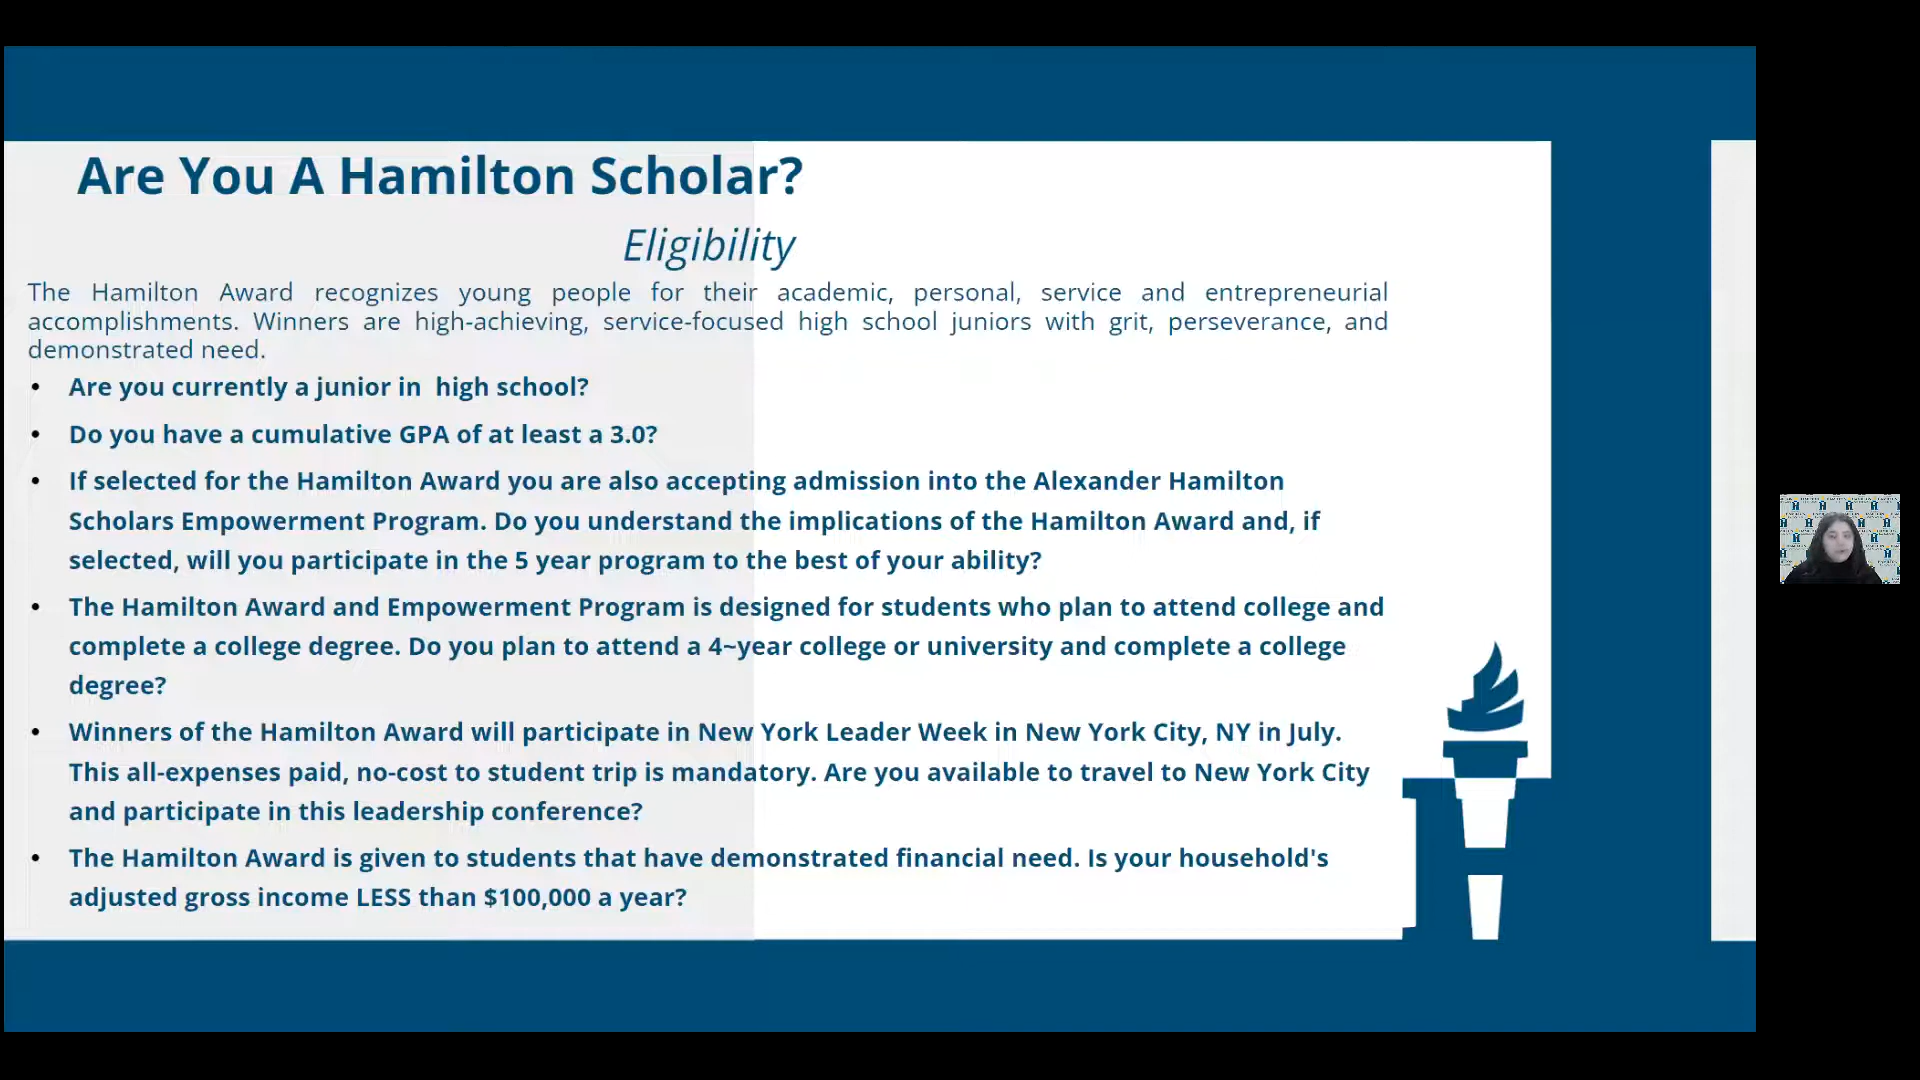 Are You A Hamilton Scholar?
Eligibility
The Hamilton Award recognizes young people for their academic, personal, service and entrepreneurial
accomplishments. Winners are high-achieving, service-focused high school juniors with grit, perseverance, and
demonstrated need.
• Are you currently a junior in  high school?
• Do you have a cumulative GPA of at least a 3.0?
• If selected for the Hamilton Award you are also accepting admission into the Alexander Hamilton
Scholars Empowerment Program. Do you understand the implications of the Hamilton Award and, if
selected, will you participate in the 5 year program to the best of your ability?
• The Hamilton Award and Empowerment Program is designed for students who plan to attend college and
complete a college degree. Do you plan to attend a 4~year college or university and complete a college
degree?
• Winners of the Hamilton Award will participate in New York Leader Week in New York City, NY in July.
This all-expenses paid, no-cost to student trip is mandatory. Are you available to travel to New York City
and participate in this leadership conference?
• The Hamilton Award is given to students that have demonstrated financial need. Is your household's
adjusted gross income LESS than $100,000 a year?